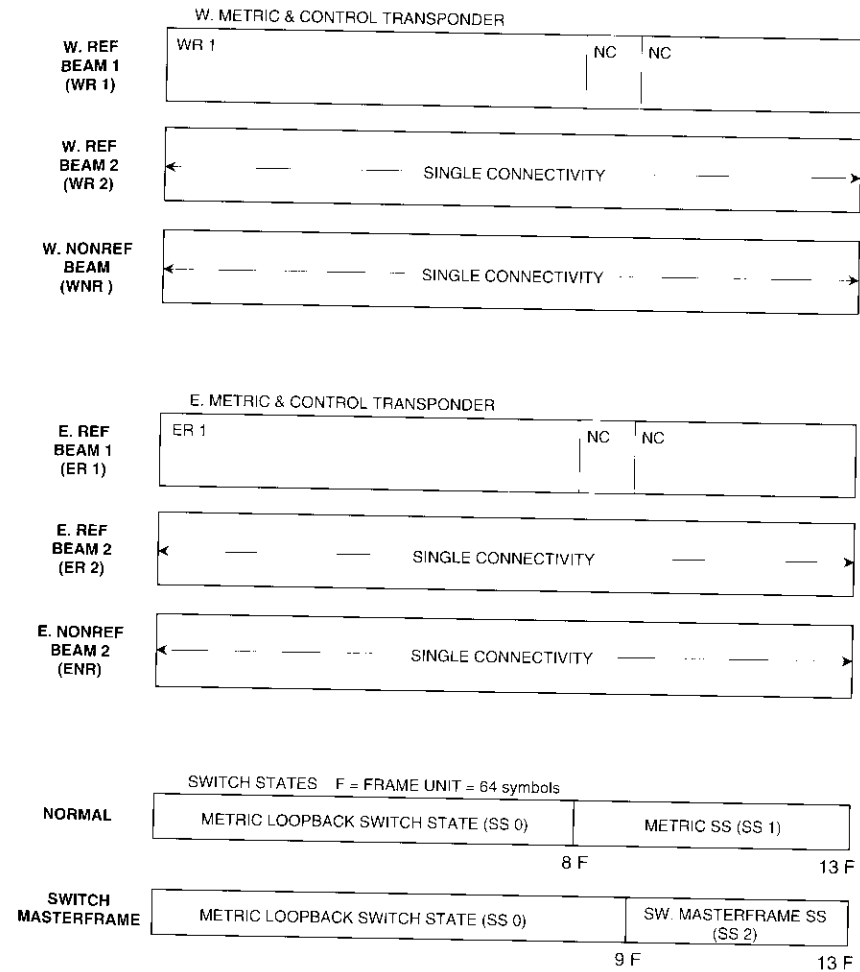 W. METRIC & CONTROL TRANSPONDER
W. REF
BEAM 1
(WR 1)
WR 1
NC
NC
W. REF
BEAM 2
(WR 2)
SINGLE CONNECTIVITY
W. NONREF
BEAM
(WNR )
SINGLE CONNECTIVITY
E. METRIC & CONTROL TRANSPONDER
E. REF
BEAM 1
(ER 1)
ER 1
NC
NC
E. REF
BEAM 2
(ER 2)
SINGLE CONNECTIVITY
E. NONREF
BEAM 2
(ENR)
SINGLE CONNECTIVITY
SWITCH STATES F = FRAME UNIT = 64 symbols
NORMAL
METRIC LOOPBACK SWITCH STATE (SS 0)
METRIC SS (SS 1)
8 F
13 F
SWITCH
MASTERFRAME
METRIC LOOPBACK SWITCH STATE (SS 0)
SW. MASTERFRAME SS
(SS 2)
9 F
13 F